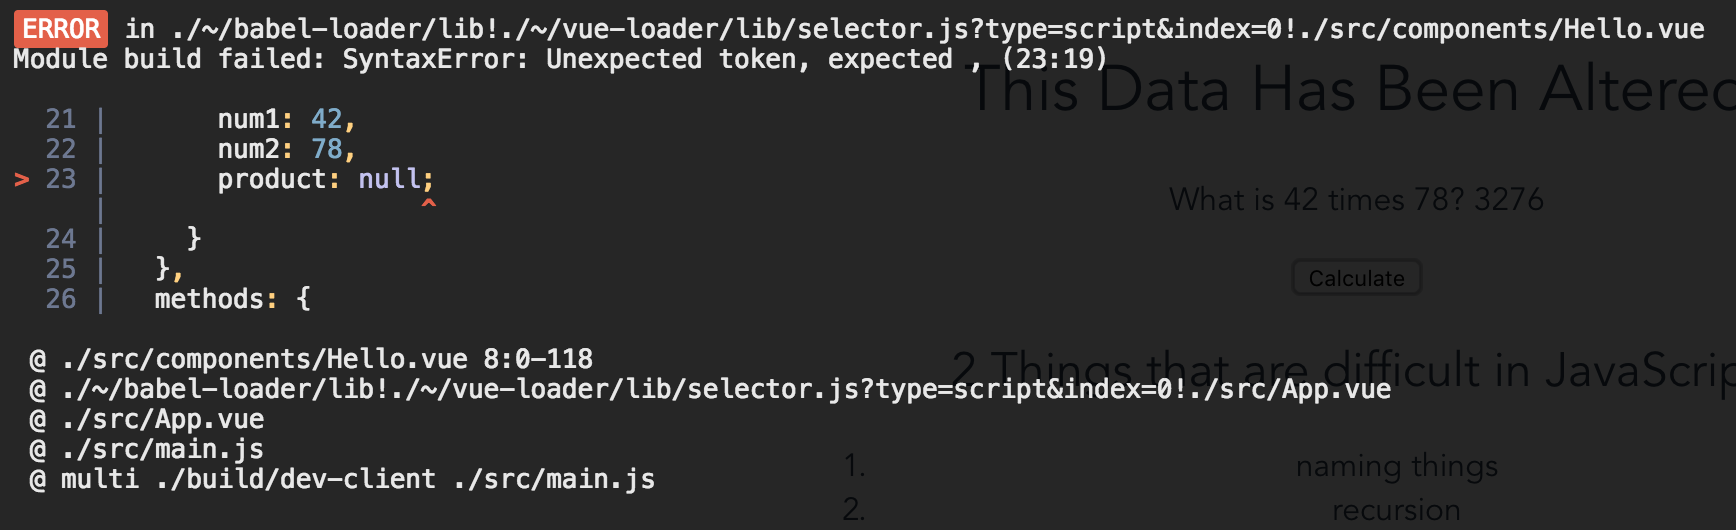 ERROR in ./~/babel-loader/lib!./~/vue-loader/lib/selector.js?type=script&index=0!./src/components/Hello.vue
Module build failed: SyntaxError: Unexpected token, expected , (23:19)
This Data Has Been Altered
21 | num1: 42,
22 | num2: 78,
> 23 | product: null;
| ^
What is 42 times 78? 3276
24 | }
25 | },
Calculate
26 | methods: {
@ ./src/components/Hello.vue 8:0-118
2 Things that are difficult in JavaScrip
@ ./~/babel-loader/lib!./~/vue-loader/lib/selector.js?type=script&index=0!./src/App.vue
@ ./src/App.vue
@ ./src/main.js
1. naming things
@ multi ./build/dev-client ./src/main.js
2. recursion